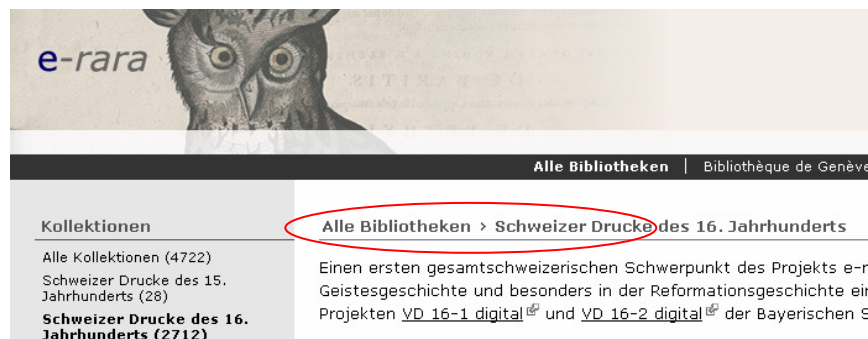 e-rara
Alle Bibliotheken | Bibliothèque de Genève
Kollektionen
Alle Kollektionen (4722)
Schweizer Drucke des 15.
Jahrhunderts (28)
Schweizer Drucke des 16.
Jahrhunderts (2712)
Alle Bibliotheken > Schweizer Drucke des 16. Jahrhunderts
Einen ersten gesamtschweizerischen Schwerpunkt des Projekts e-r
Geistesgeschichte und besonders in der Reformationsgeschichte ei
Projekten VD 16-1 digital und VD 16-2 digital der Bayerischen S